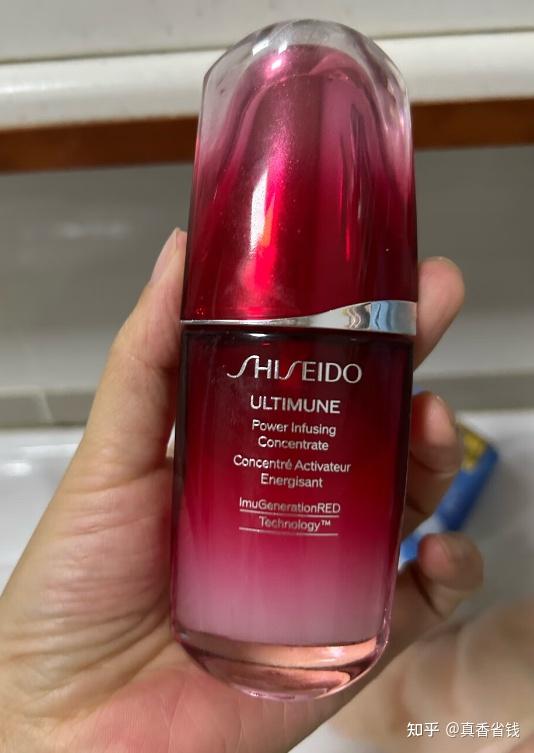 SHISEIDO
ULTIMUNE
Power Infusing
Concentrate
Concentré Activateur
Energisant
ImuGenerationRED
Technology™
知乎 @真香省钱